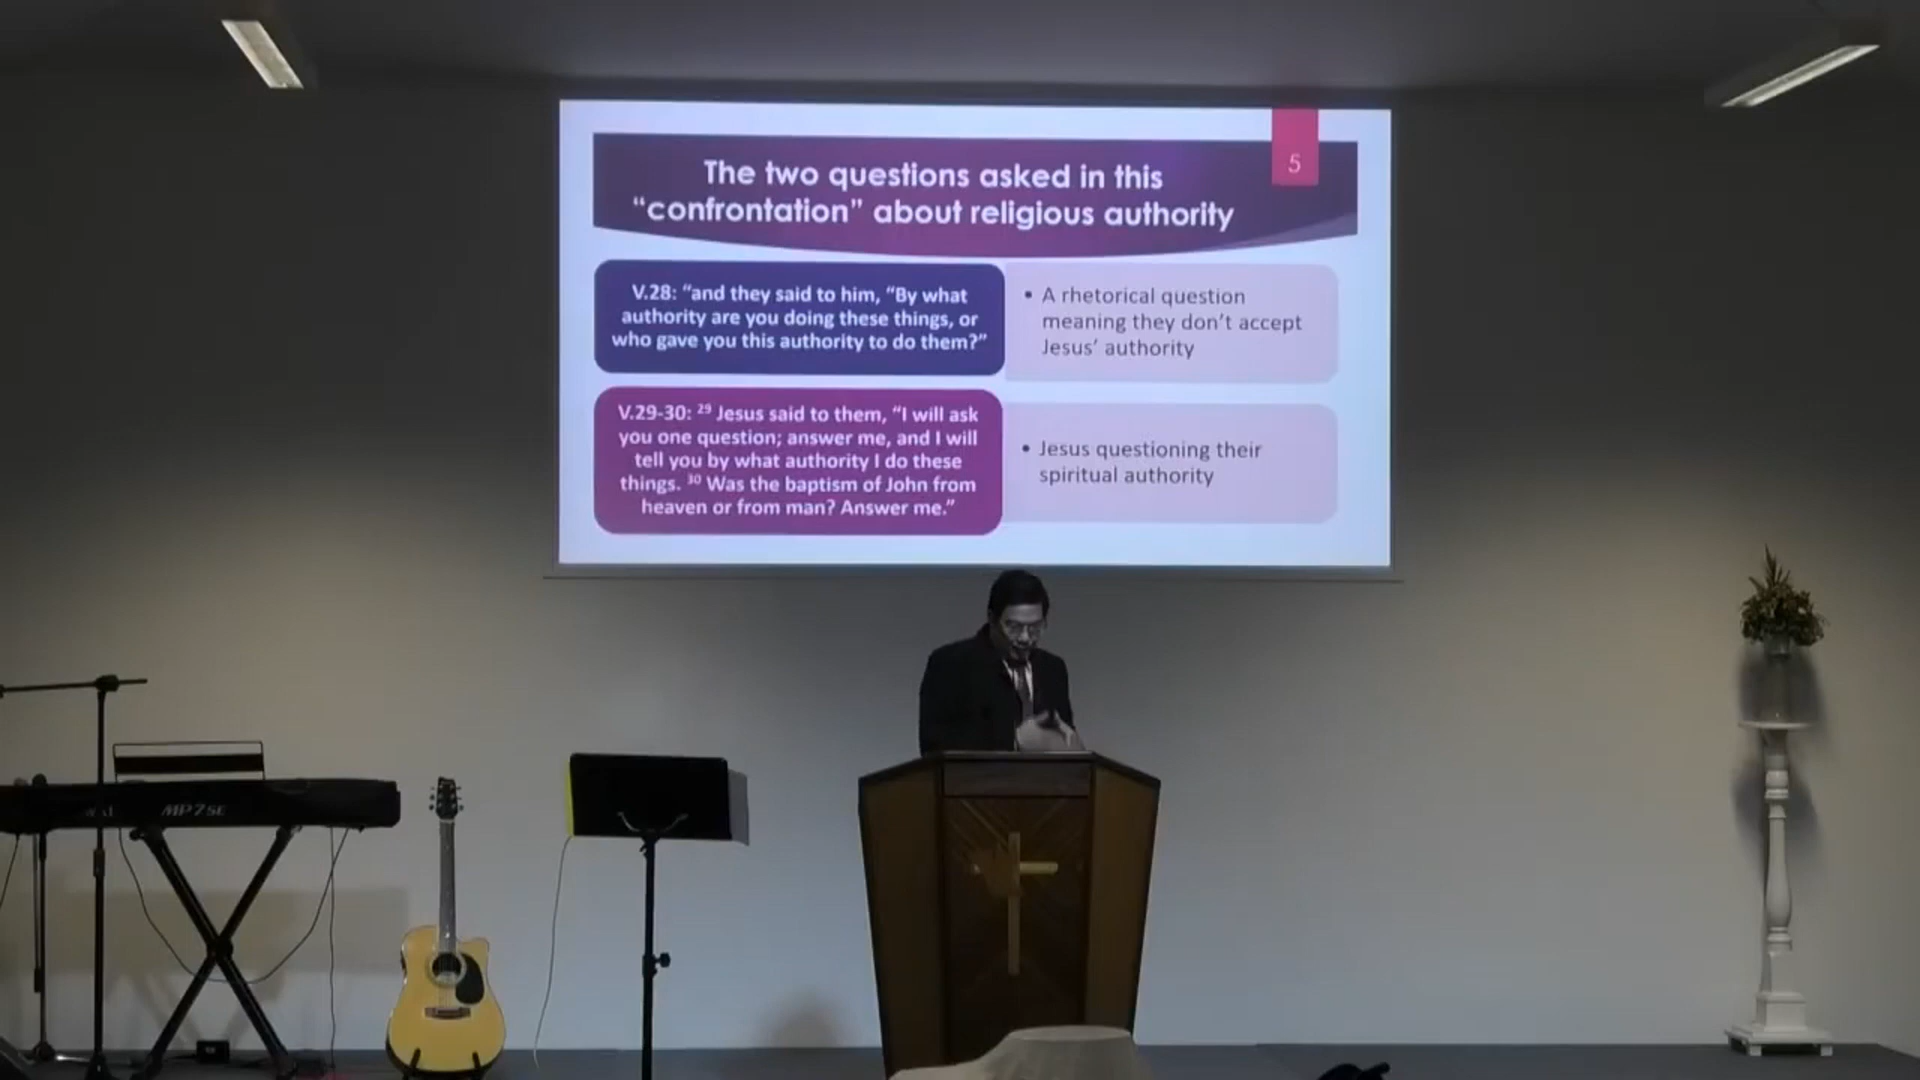 5
The two questions asked in this
“confrontation” about religious authority
V.28: “and they said to him, “By what
authority are you doing these things, or
who gave you this authority to do them?”
• A rhetorical question
meaning they don’t accept
Jesus’ authority
V.29-30: 29 Jesus said to them, “I will ask
you one question; answer me, and I will
tell you by what authority I do these
things. 30 Was the baptism of John from
heaven or from man? Answer me.”
• Jesus questioning their
spiritual authority
MP7SE